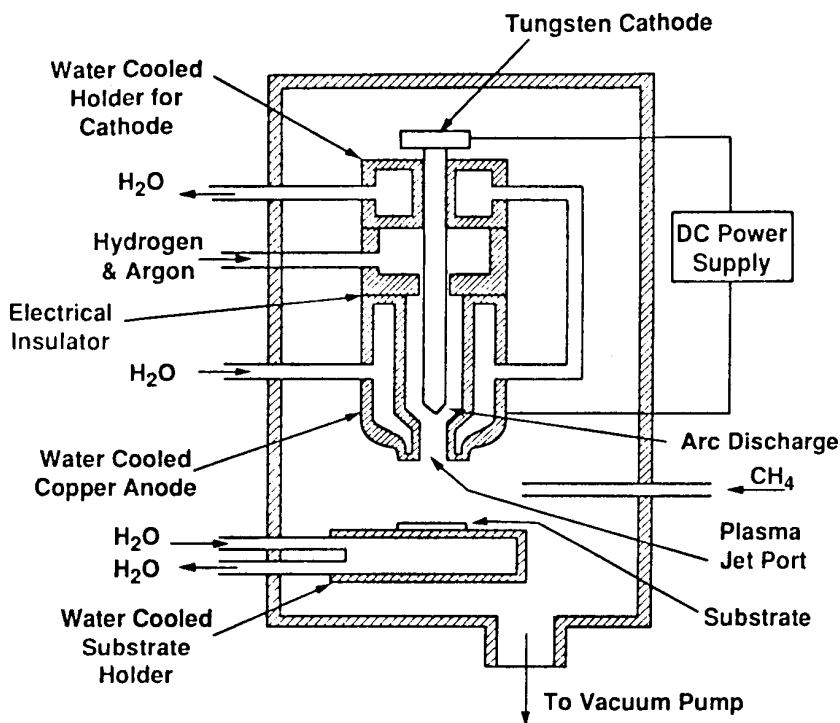 Tungsten Cathode
Water Cooled
Holder for
Cathode
H₂O
Hydrogen
& Argon
DC Power
Supply
Electrical
Insulator
H₂O
Arc Discharge
Water Cooled
Copper Anode
CH₄
Plasma
Jet Port
H₂O
H₂O
Substrate
Water Cooled
Substrate
Holder
To Vacuum Pump